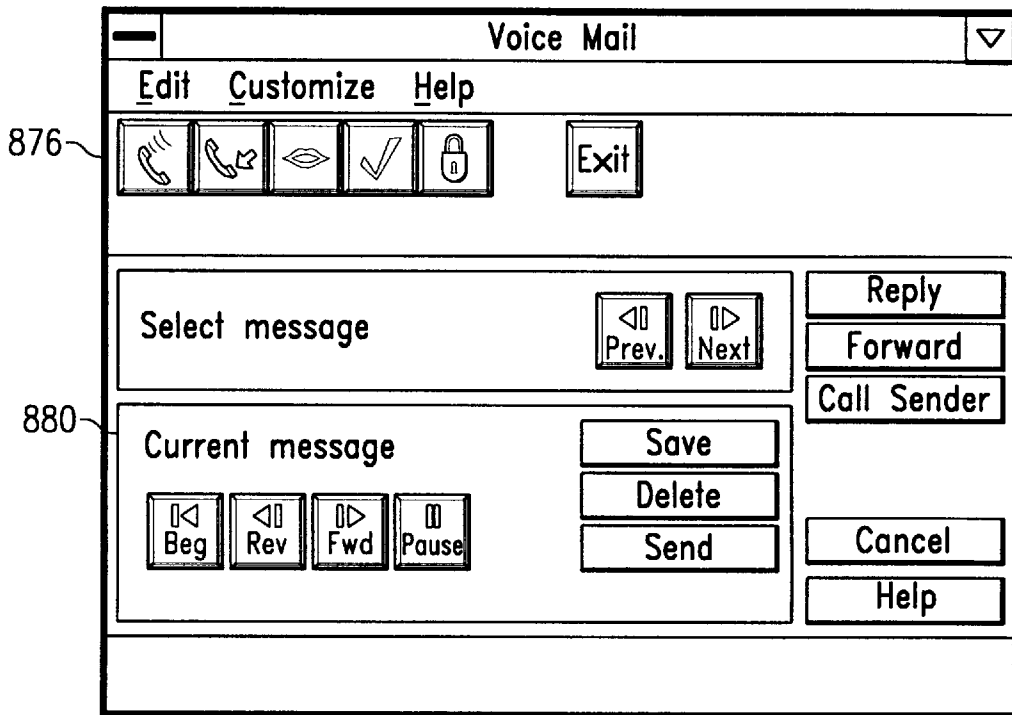 Voice Mail
Edit Customize Help
876
Exit
Select message
Prev.
Next
Reply
Forward
Call Sender
880
Current message
Beg
Rev
Fwd
Pause
Save
Delete
Send
Cancel
Help